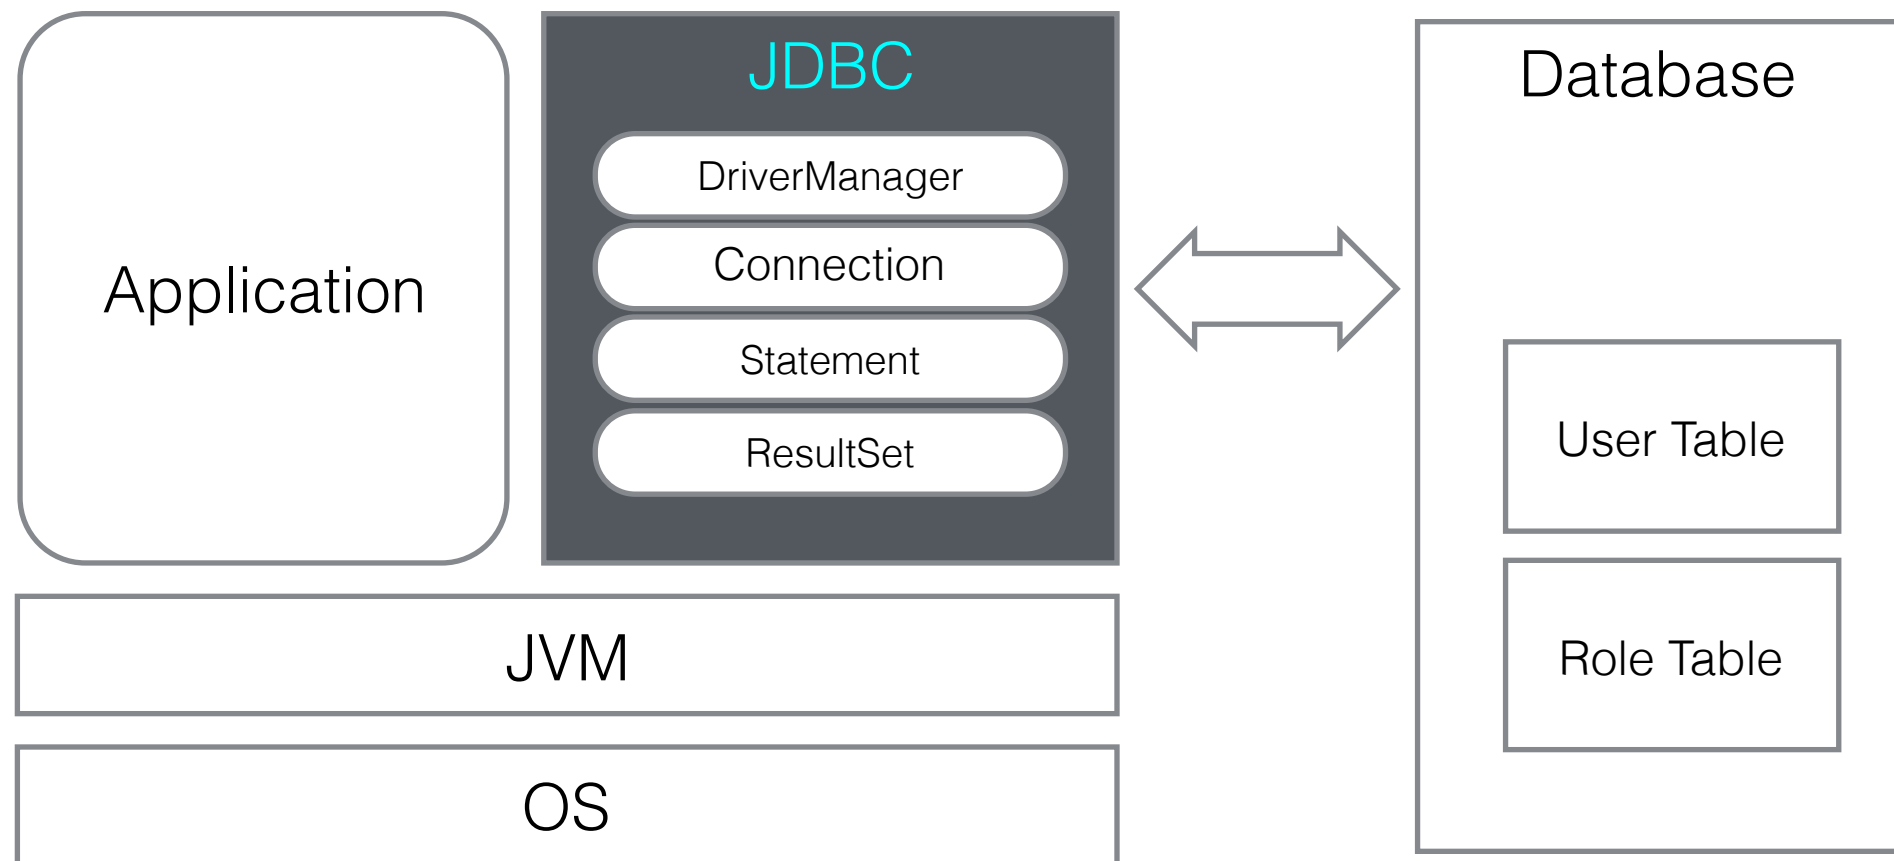 Application
JDBC
DriverManager
Connection
Statement
ResultSet
Database
User Table
Role Table
JVM
OS